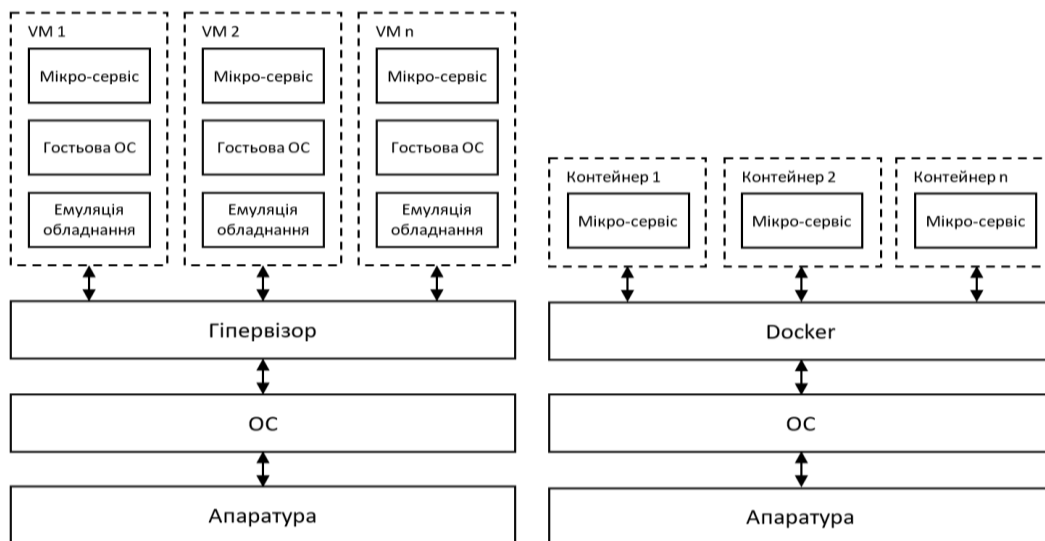 VM 1
Мікро-сервіс
Гостьова ОС
Емуляція
обладнання
VM 2
Мікро-сервіс
Гостьова ОС
Емуляція
обладнання
VM n
Мікро-сервіс
Гостьова ОС
Емуляція
обладнання
Гіпервізор
ОС
Апаратура
Контейнер 1
Мікро-сервіс
Контейнер 2
Мікро-сервіс
Контейнер n
Мікро-сервіс
Docker
ОС
Апаратура